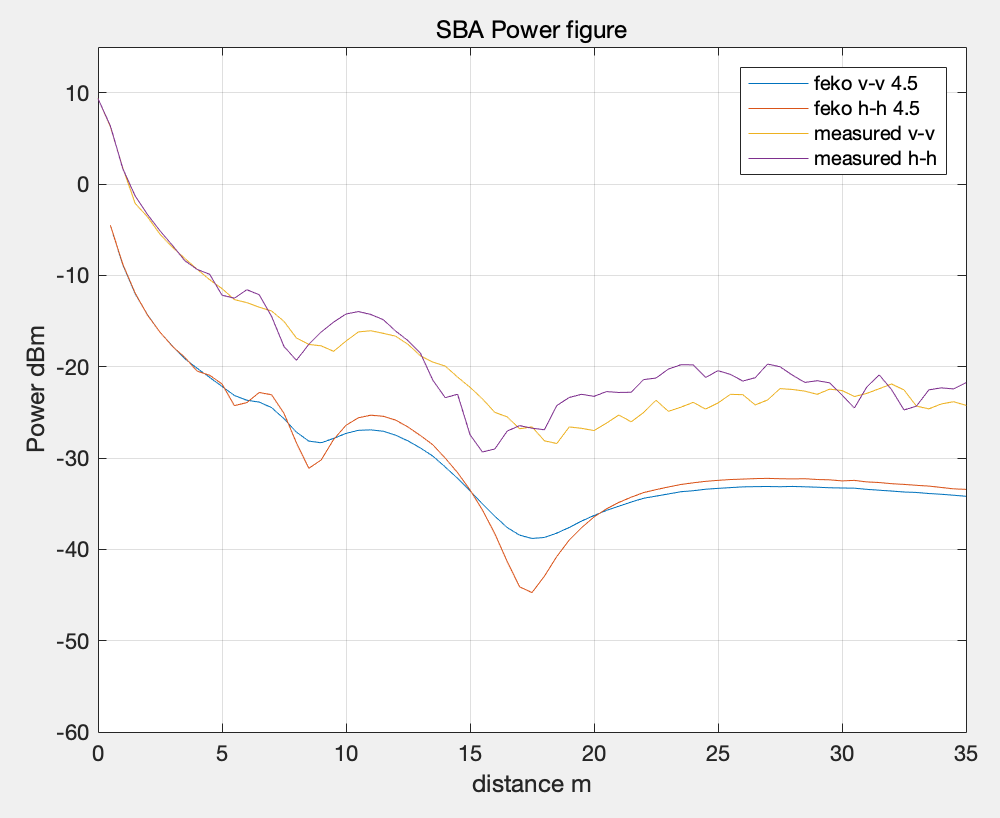 SBA Power figure
feko v-v 4.5
feko h-h 4.5
measured v-v
measured h-h
Power dBm
10
0
-10
-20
-30
-40
-50
-60
0 5 10 15 20 25 30 35
distance m